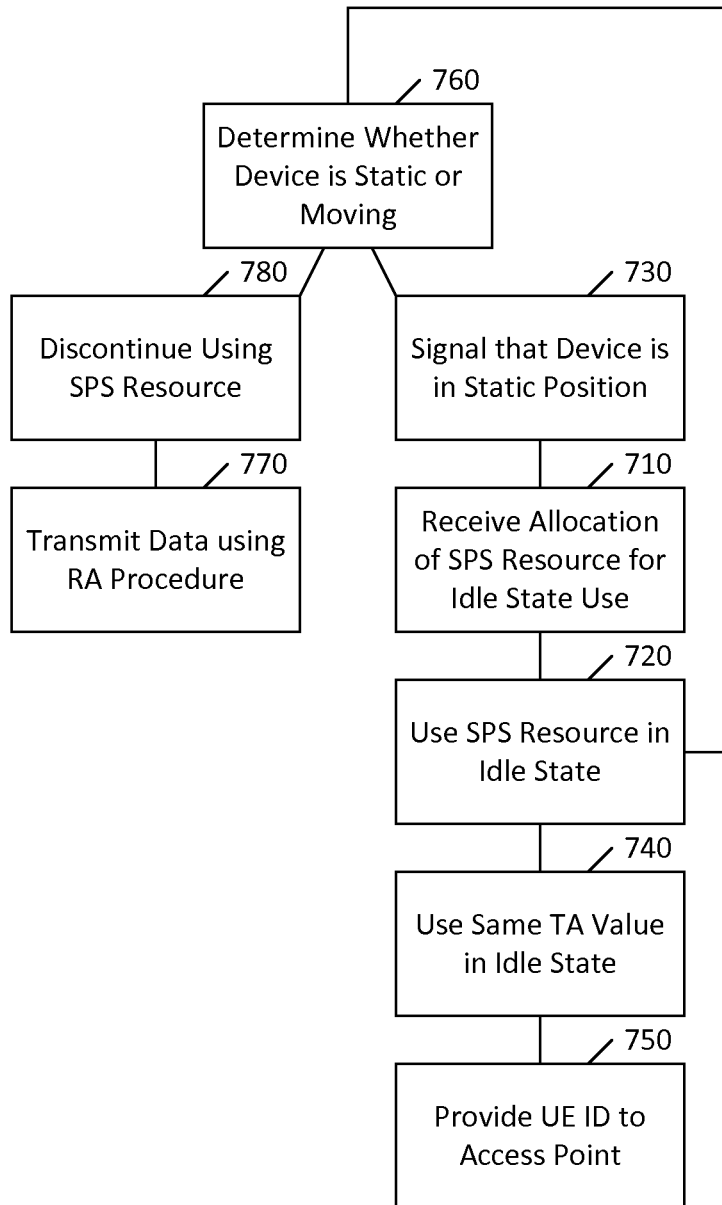 760
Determine Whether
Device is Static or
Moving
780
Discontinue Using
SPS Resource
730
Signal that Device is
in Static Position
770
Transmit Data using
RA Procedure
710
Receive Allocation
of SPS Resource for
Idle State Use
720
Use SPS Resource in
Idle State
740
Use Same TA Value
in Idle State
750
Provide UE ID to
Access Point